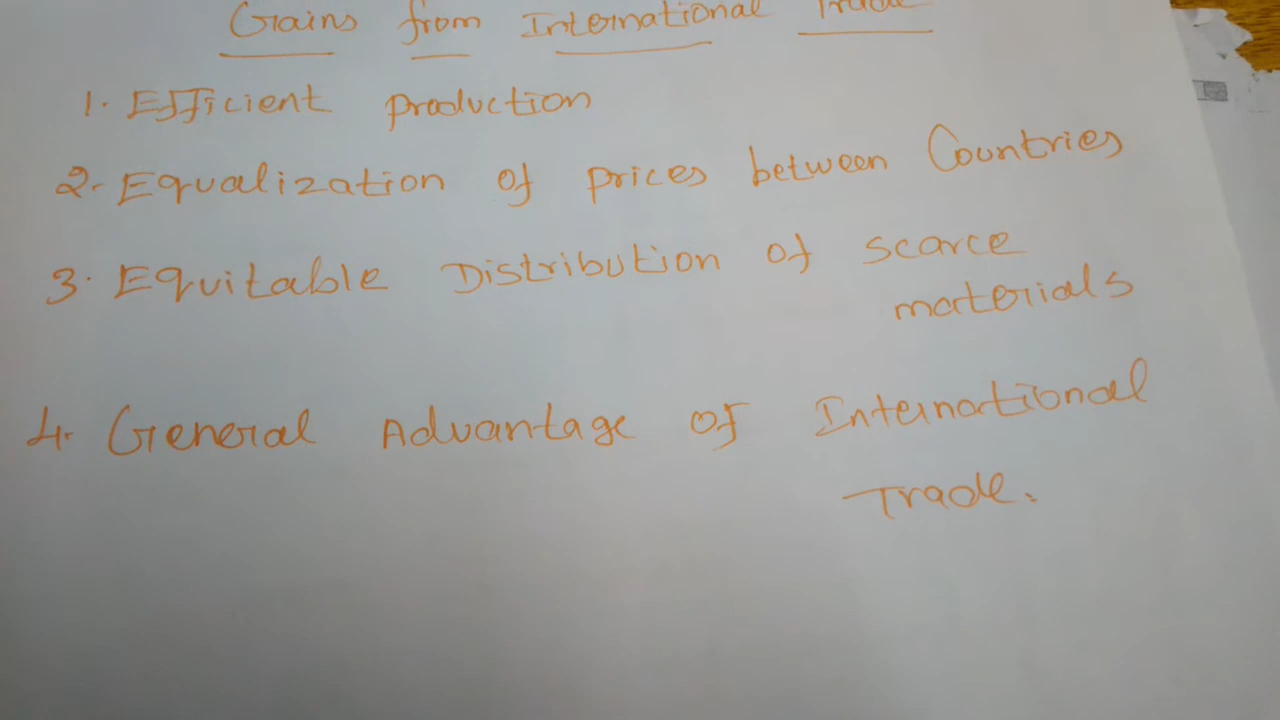 Gains from International Trade
1. Efficient production
2. Equalization of prices between Countries
3. Equitable Distribution of scarce
materials
4. General Advantage of International
Trade.